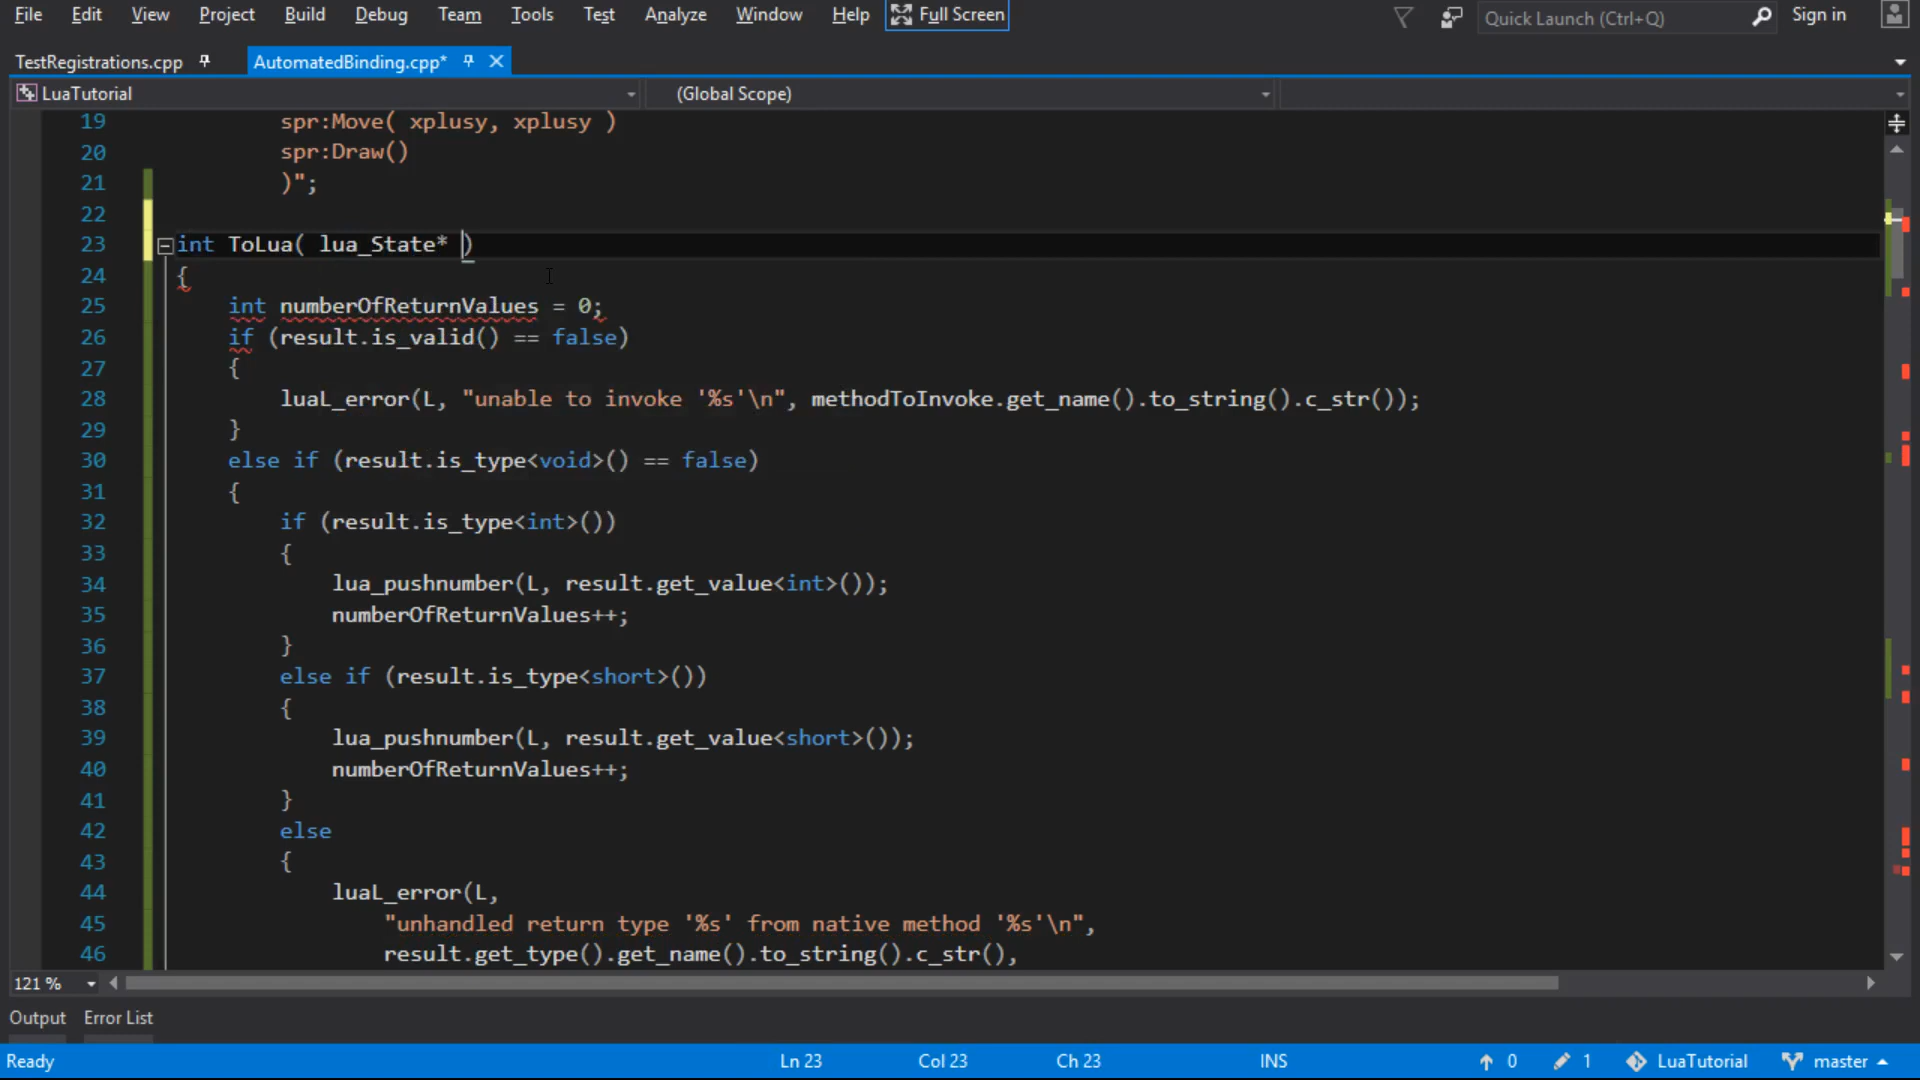 File Edit View Project Build Debug Team Tools Test Analyze Window Help Full Screen Quick Launch (Ctrl+Q) Sign in
TestRegistrations.cpp AutomatedBinding.cpp*
LuaTutorial (Global Scope)
19 spr:Move( xplusy, xplusy )
20 spr:Draw()
21 )";
22
23 int ToLua( lua_State* )
24 {
25 int numberOfReturnValues = 0;
26 if (result.is_valid() == false)
27 {
28 luaL_error(L, "unable to invoke '%s'\n", methodToInvoke.get_name().to_string().c_str());
29 }
30 else if (result.is_type<void>() == false)
31 {
32 if (result.is_type<int>())
33 {
34 lua_pushnumber(L, result.get_value<int>());
35 numberOfReturnValues++;
36 }
37 else if (result.is_type<short>())
38 {
39 lua_pushnumber(L, result.get_value<short>());
40 numberOfReturnValues++;
41 }
42 else
43 {
44 luaL_error(L,
45 "unhandled return type '%s' from native method '%s'\n",
46 result.get_type().get_name().to_string().c_str(),
121 %
Output Error List
Ready Ln 23 Col 23 Ch 23 INS 0 1 LuaTutorial master